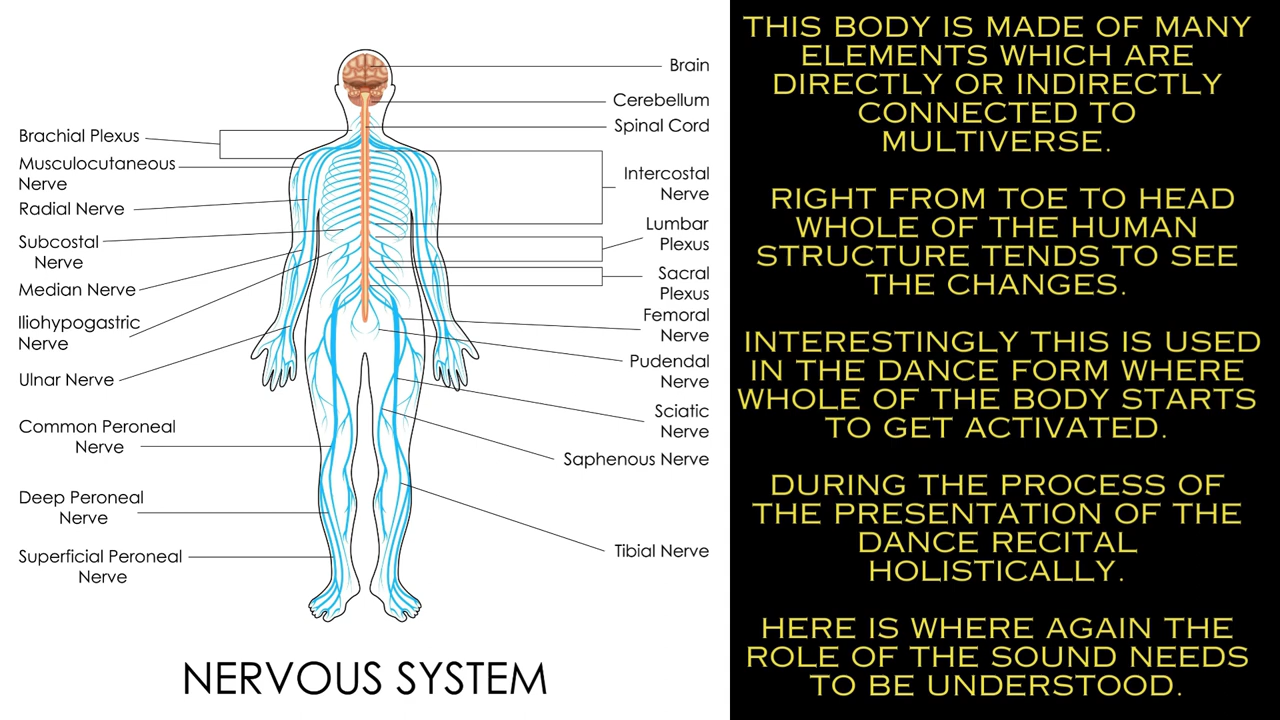 Brain
Cerebellum
Spinal Cord
Brachial Plexus
Musculocutaneous
Nerve
Radial Nerve
Subcostal
Nerve
Median Nerve
Iliohypogastric
Nerve
Ulnar Nerve
Common Peroneal
Nerve
Deep Peroneal
Nerve
Superficial Peroneal
Nerve
Intercostal
Nerve
Lumbar
Plexus
Sacral
Plexus
Femoral
Nerve
Pudendal
Nerve
Sciatic
Nerve
Saphenous Nerve
Tibial Nerve
NERVOUS SYSTEM
THIS BODY IS MADE OF MANY
ELEMENTS WHICH ARE
DIRECTLY OR INDIRECTLY
CONNECTED TO
MULTIVERSE.
RIGHT FROM TOE TO HEAD
WHOLE OF THE HUMAN
STRUCTURE TENDS TO SEE
THE CHANGES.
INTERESTINGLY THIS IS USED
IN THE DANCE FORM WHERE
WHOLE OF THE BODY STARTS
TO GET ACTIVATED.
DURING THE PROCESS OF
THE PRESENTATION OF THE
DANCE RECITAL
HOLISTICALLY.
HERE IS WHERE AGAIN THE
ROLE OF THE SOUND NEEDS
TO BE UNDERSTOOD.